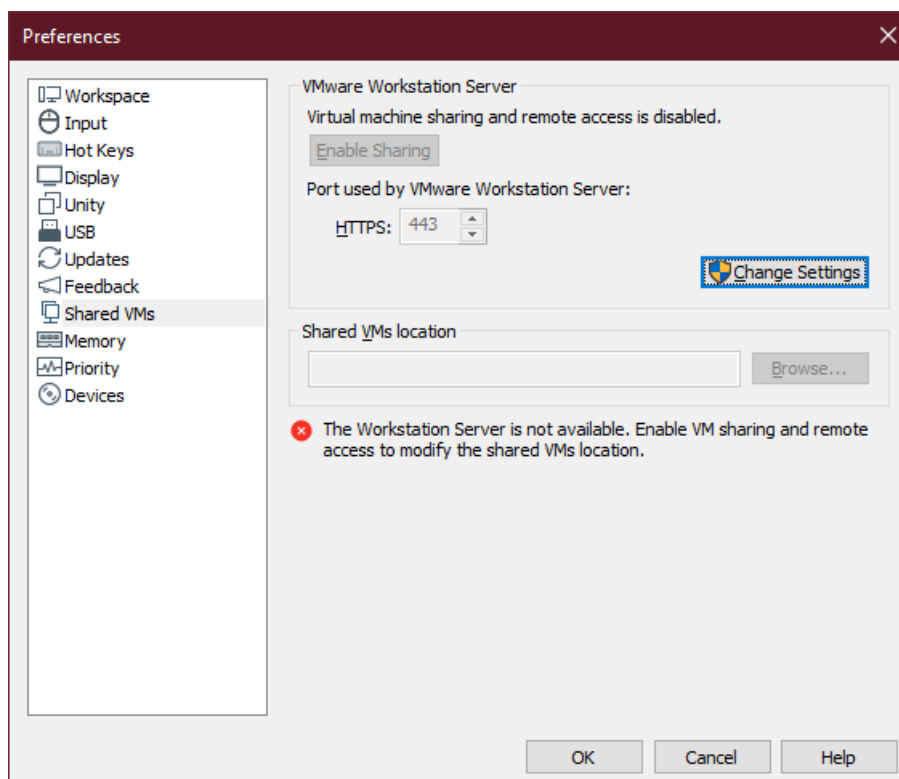 Preferences
Workspace
Input
Hot Keys
Display
Unity
USB
Updates
Feedback
Shared VMs
Memory
Priority
Devices
VMware Workstation Server
Virtual machine sharing and remote access is disabled.
Enable Sharing
Port used by VMware Workstation Server:
HTTPS: 443
Change Settings
Shared VMs location
Browse...
The Workstation Server is not available. Enable VM sharing and remote
access to modify the shared VMs location.
OK Cancel Help